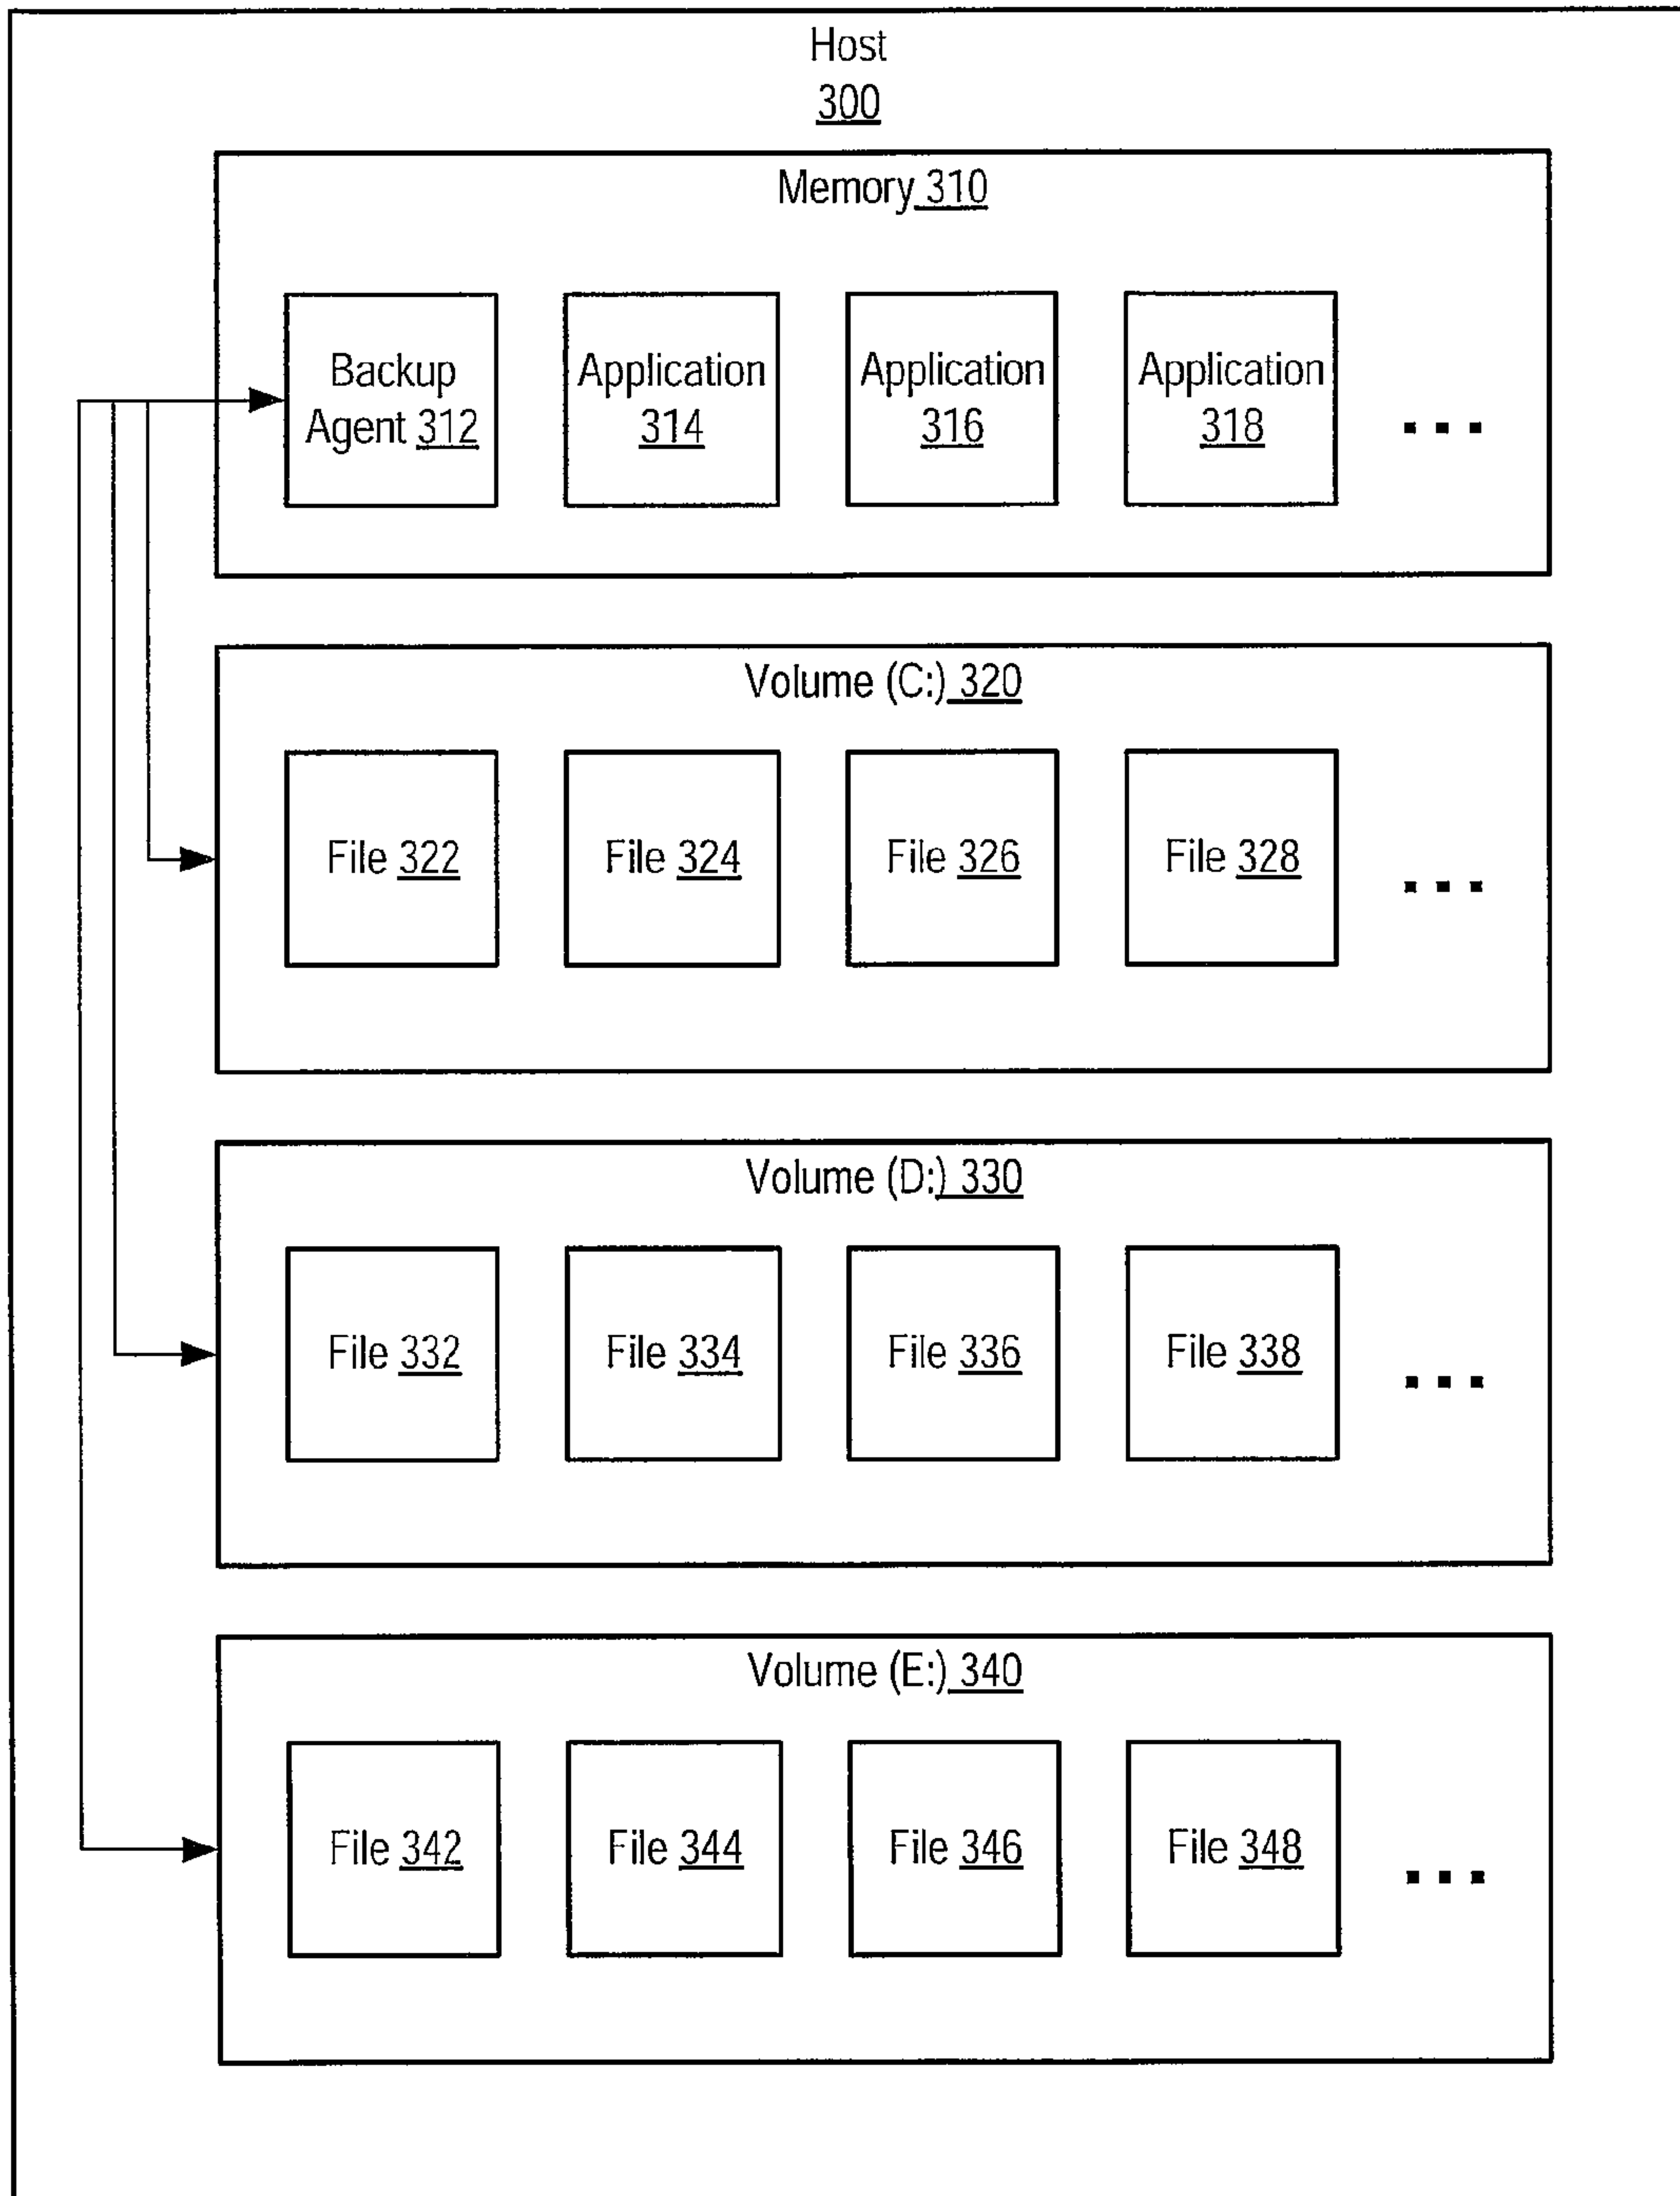 Host
300
Memory 310
Backup
Agent 312
Application
314
Application
316
Application
318
...
Volume (C:) 320
File 322
File 324
File 326
File 328
...
Volume (D:) 330
File 332
File 334
File 336
File 338
...
Volume (E:) 340
File 342
File 344
File 346
File 348
...